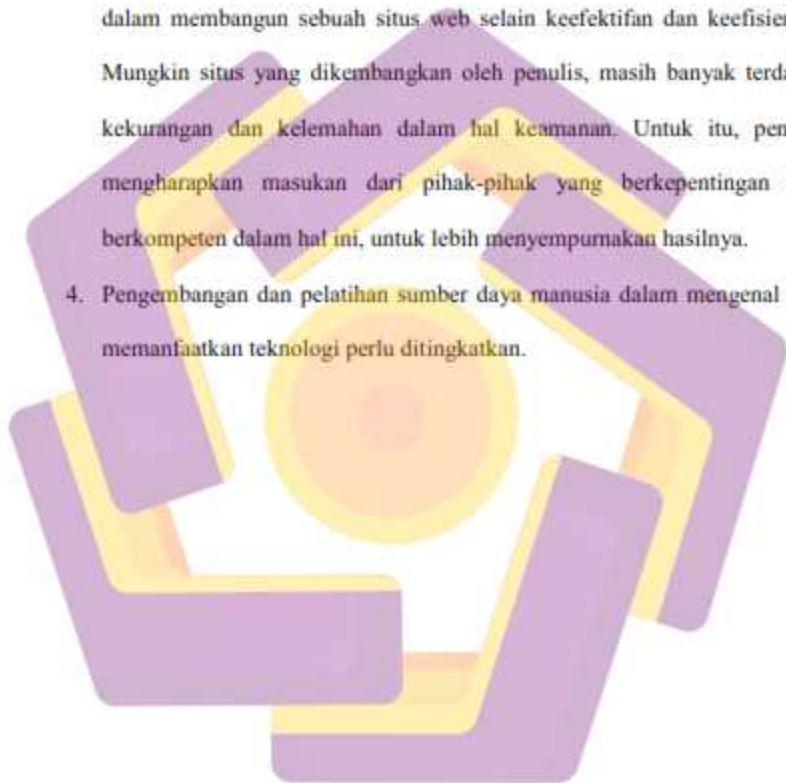 dalam membangun sebuah situs web selain keefektifan dan keefisien
Mungkin situs yang dikembangkan oleh penulis, masih banyak terda
kekurangan dan kelemahan dalam hal keamanan. Untuk itu, pen
mengharapkan masukan dari pihak-pihak yang berkepentingan
berkompeten dalam hal ini, untuk lebih menyempurnakan hasilnya.
4. Pengembangan dan pelatihan sumber daya manusia dalam mengenal
memanfaatkan teknologi perlu ditingkatkan.